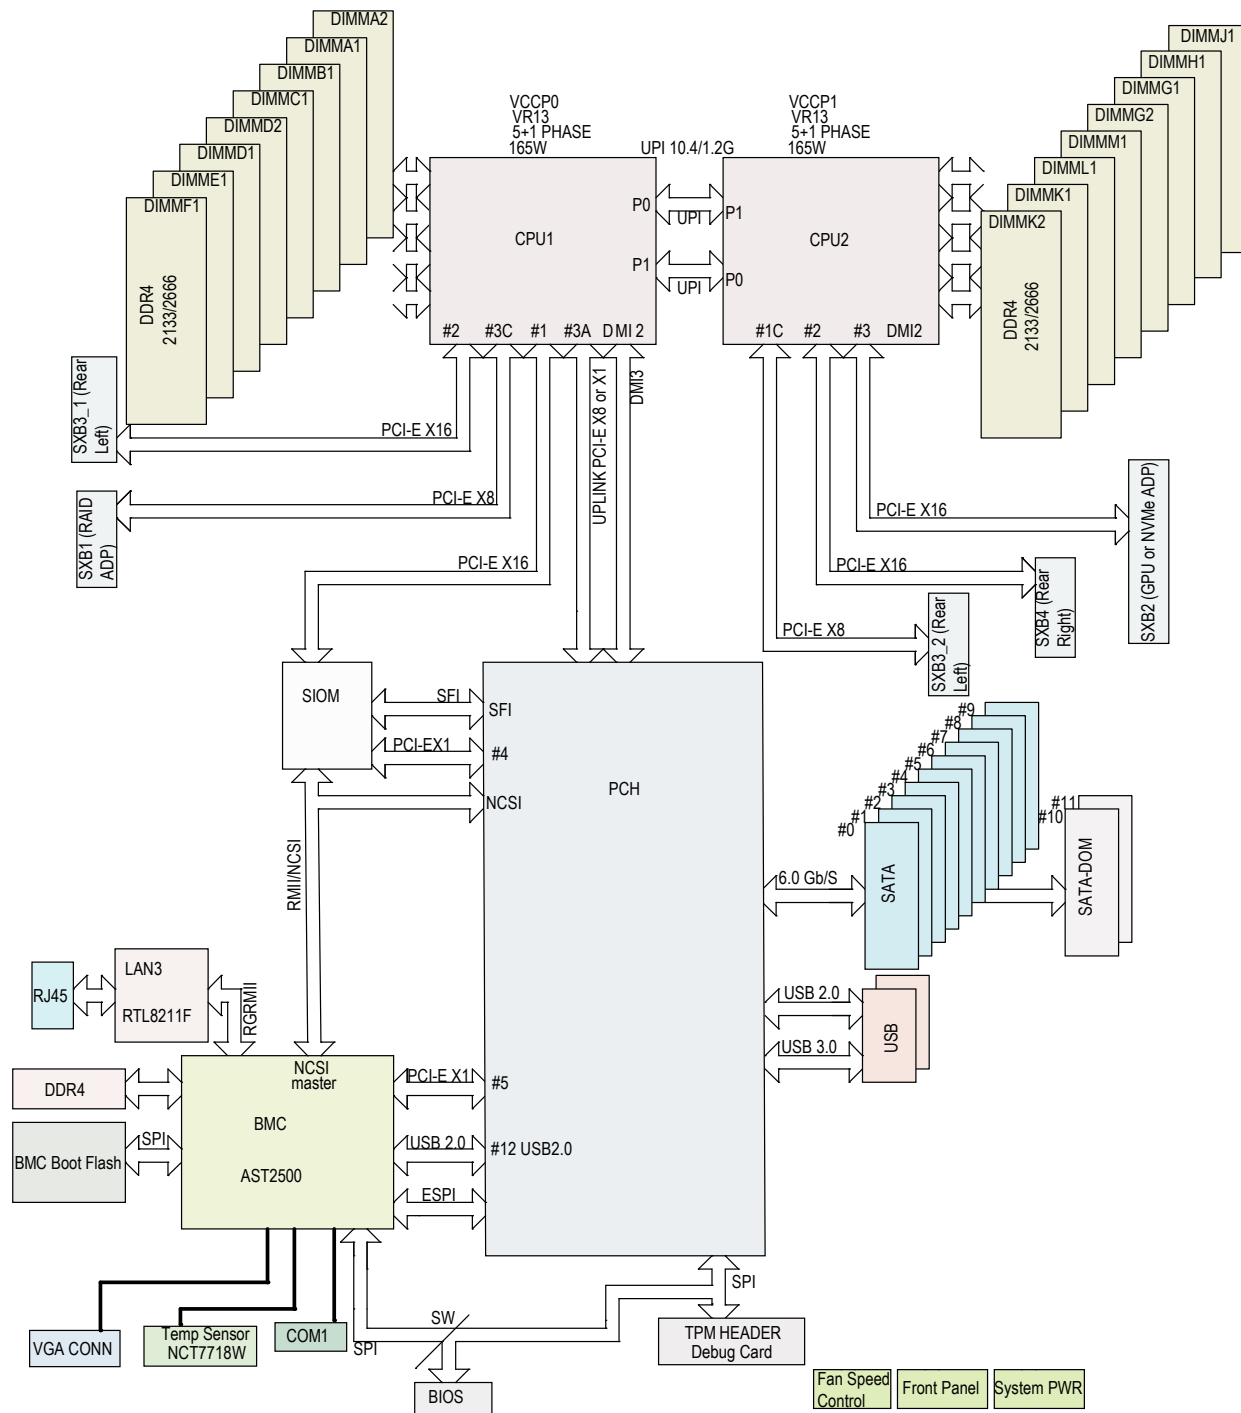 DIMMA2
DIMMA1
DIMMB1
DIMMC1
DIMMD2
DIMMD1
DIMME1
DIMMF1
DDR4
2133/2666
VCCP0
VR13
5+1 PHASE
165W
UPI 10.4/1.2G
VCCP1
VR13
5+1 PHASE
165W
DIMMJ1
DIMMH1
DIMMG1
DIMMG2
DIMMM1
DIMML1
DIMMK1
DIMMK2
DDR4
2133/2666
CPU1
P0
P1
UPI
UPI
P1
P0
CPU2
#2
#3C
#1
#3A
D MI 2
#1C
#2
#3
DMI2
SXB3_1 (Rear
Left)
PCI-E X16
SXB1 (RAID
ADP)
PCI-E X8
PCI-E X16
UPLINK PCI-E X8 or X1
DMI3
PCI-E X16
SXB2 (GPU or NVMe ADP)
PCI-E X16
SXB4 (Rear
Right)
PCI-E X8
SXB3_2 (Rear
Left)
SIOM
SFI
SFI
PCI-EX1
#4
NCSI
PCH
RMII/NCSI
#9
#8
#7
#6
#5
#4
#3
#2
#1
#0
SATA
6.0 Gb/S
#11
#10
SATA-DOM
USB 2.0
USB 3.0
USB
RJ45
LAN3
RTL8211F
RGRMII
NCSI
master
BMC
AST2500
DDR4
SPI
BMC Boot Flash
PCI-E X1
#5
USB 2.0
#12 USB2.0
ESPI
VGA CONN
Temp Sensor
NCT7718W
COM1
SPI
SW
BIOS
SPI
TPM HEADER
Debug Card
Fan Speed
Control
Front Panel
System PWR